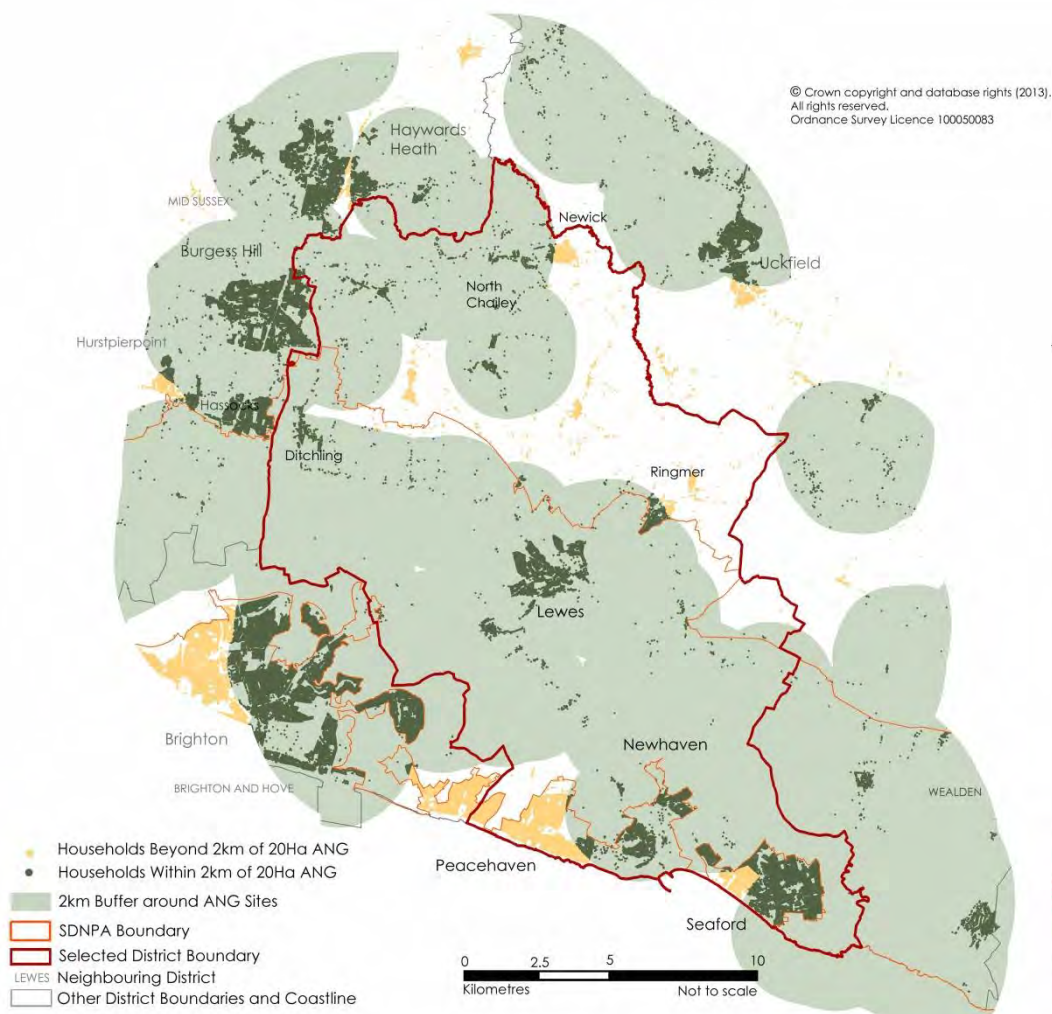 © Crown copyright and database rights (2013).
All rights reserved.
Ordnance Survey Licence 100050083
Haywards
Heath
MID SUSSEX
Newick
Burgess Hill
Uckfield
North
Chailey
Hurstpierpoint
Hassocks
Ditchling
Ringmer
Lewes
Brighton
Newhaven
BRIGHTON AND HOVE
WEALDEN
Peacehaven
Seaford
Households Beyond 2km of 20Ha ANG
Households Within 2km of 20Ha ANG
2km Buffer around ANG Sites
SDNPA Boundary
Selected District Boundary
LEWES Neighbouring District
Other District Boundaries and Coastline
0 2.5 5 10
Kilometres Not to scale